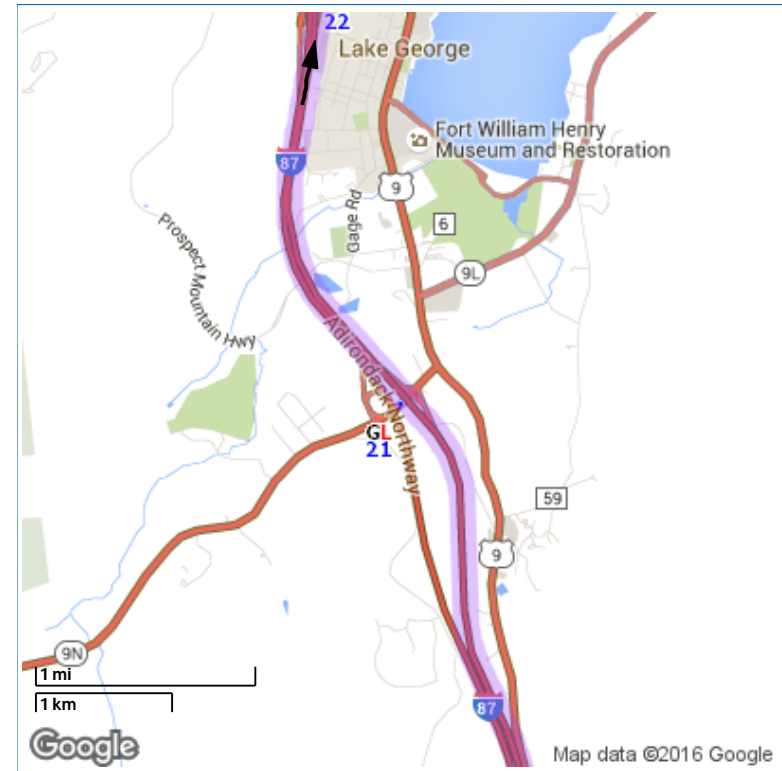 22
Lake George
Fort William Henry
Museum and Restoration
87
9
Gage Rd
6
9L
Prospect Mountain Hwy
Adirondack Northway
GL
21
59
9
9N
1 mi
1 km
87
Google
Map data ©2016 Google